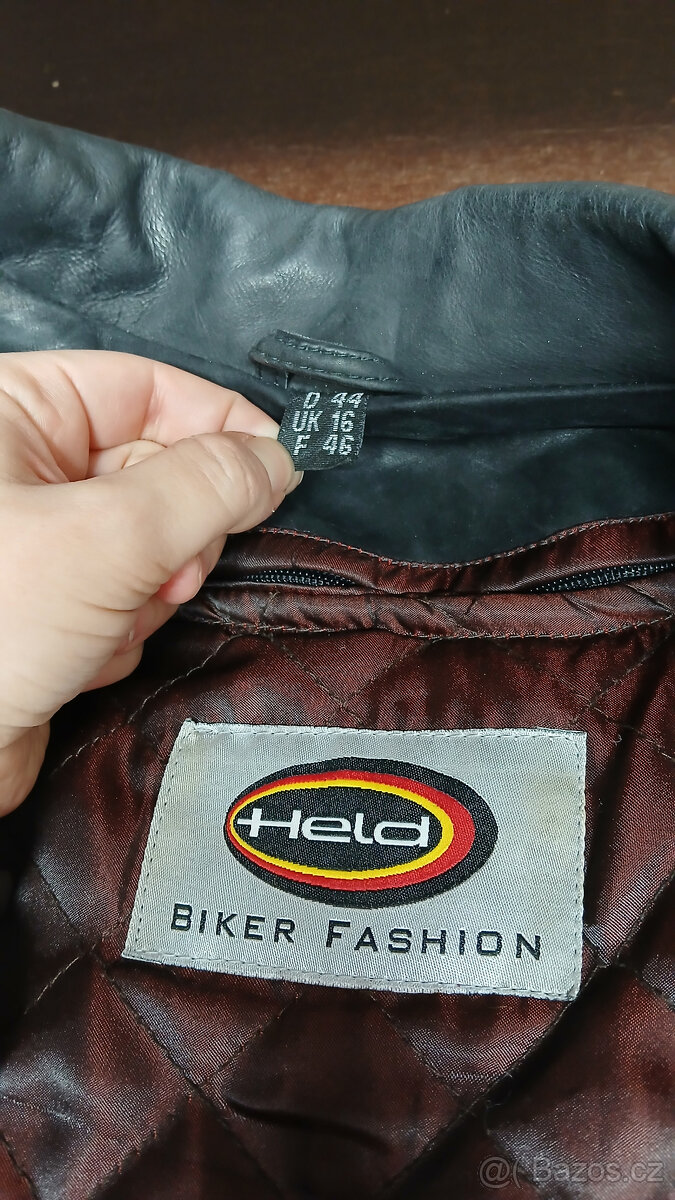 D 44
UK 16
F 46
Held
BIKER FASHION
@( Bazos.cz